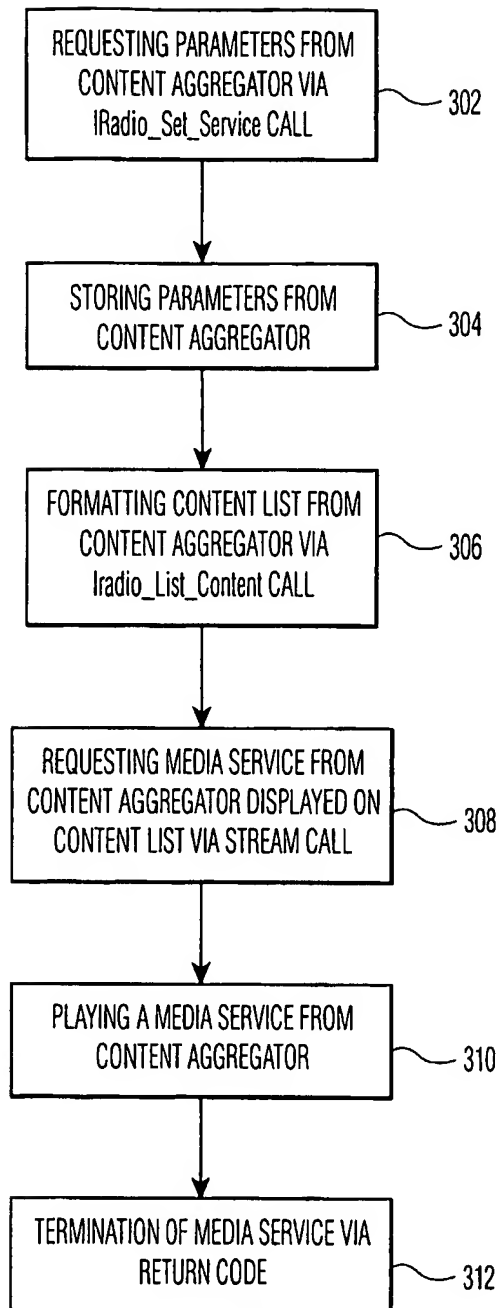 REQUESTING PARAMETERS FROM
CONTENT AGGREGATOR VIA
IRadio_Set_Service CALL
302
STORING PARAMETERS FROM
CONTENT AGGREGATOR
304
FORMATTING CONTENT LIST FROM
CONTENT AGGREGATOR VIA
Iradio_List_Content CALL
306
REQUESTING MEDIA SERVICE FROM
CONTENT AGGREGATOR DISPLAYED ON
CONTENT LIST VIA STREAM CALL
308
PLAYING A MEDIA SERVICE FROM
CONTENT AGGREGATOR
310
TERMINATION OF MEDIA SERVICE VIA
RETURN CODE
312